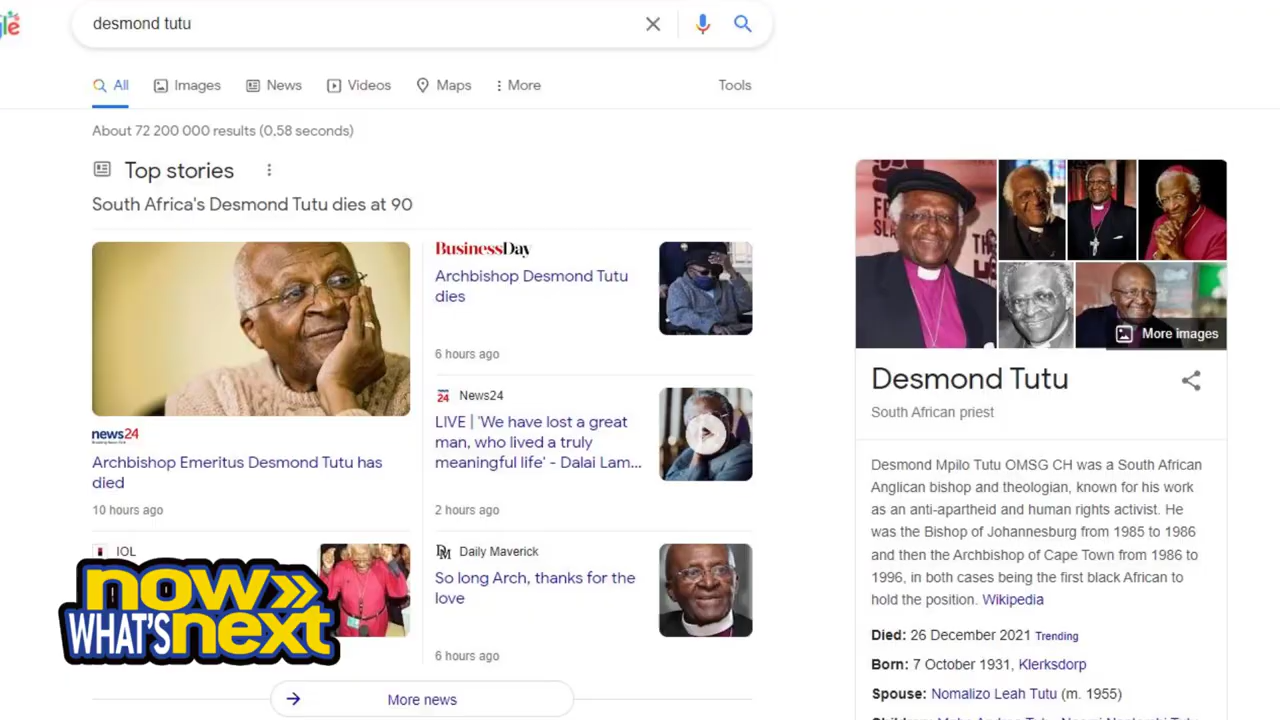 gle
desmond tutu
All
Images
News
Videos
Maps
More
Tools
About 72 200 000 results (0,58 seconds)
Top stories
South Africa's Desmond Tutu dies at 90
news24
Archbishop Emeritus Desmond Tutu has
died
10 hours ago
BusinessDay
Archbishop Desmond Tutu
dies
6 hours ago
24
News24
LIVE | 'We have lost a great
man, who lived a truly
meaningful life' - Dalai Lam...
2 hours ago
IOL
DM
Daily Maverick
So long Arch, thanks for the
love
6 hours ago
now
WHAT'S next
More news
More images
Desmond Tutu
South African priest
Desmond Mpilo Tutu OMSG CH was a South African
Anglican bishop and theologian, known for his work
as an anti-apartheid and human rights activist. He
was the Bishop of Johannesburg from 1985 to 1986
and then the Archbishop of Cape Town from 1986 to
1996, in both cases being the first black African to
hold the position. Wikipedia
Died: 26 December 2021 Trending
Born: 7 October 1931, Klerksdorp
Spouse: Nomalizo Leah Tutu (m. 1955)